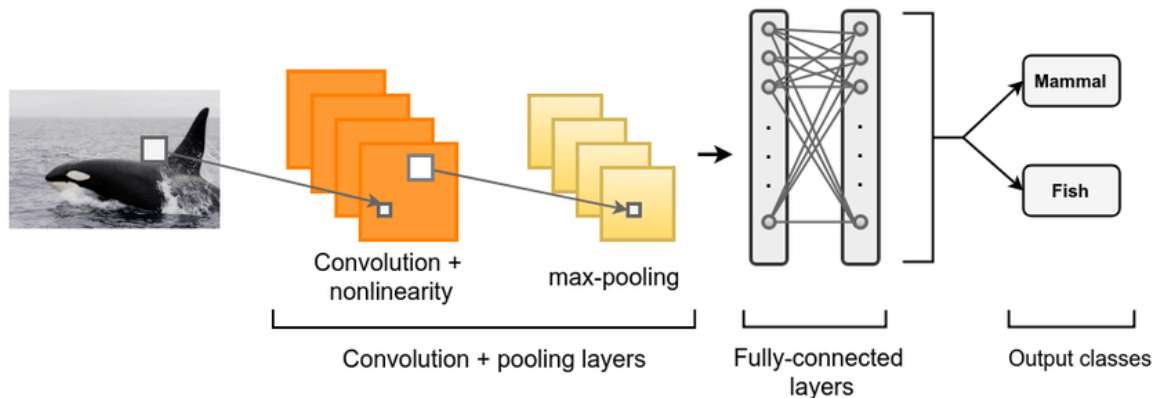 Mammal
Fish
Convolution +
nonlinearity
max-pooling
Convolution + pooling layers
Fully-connected
layers
Output classes